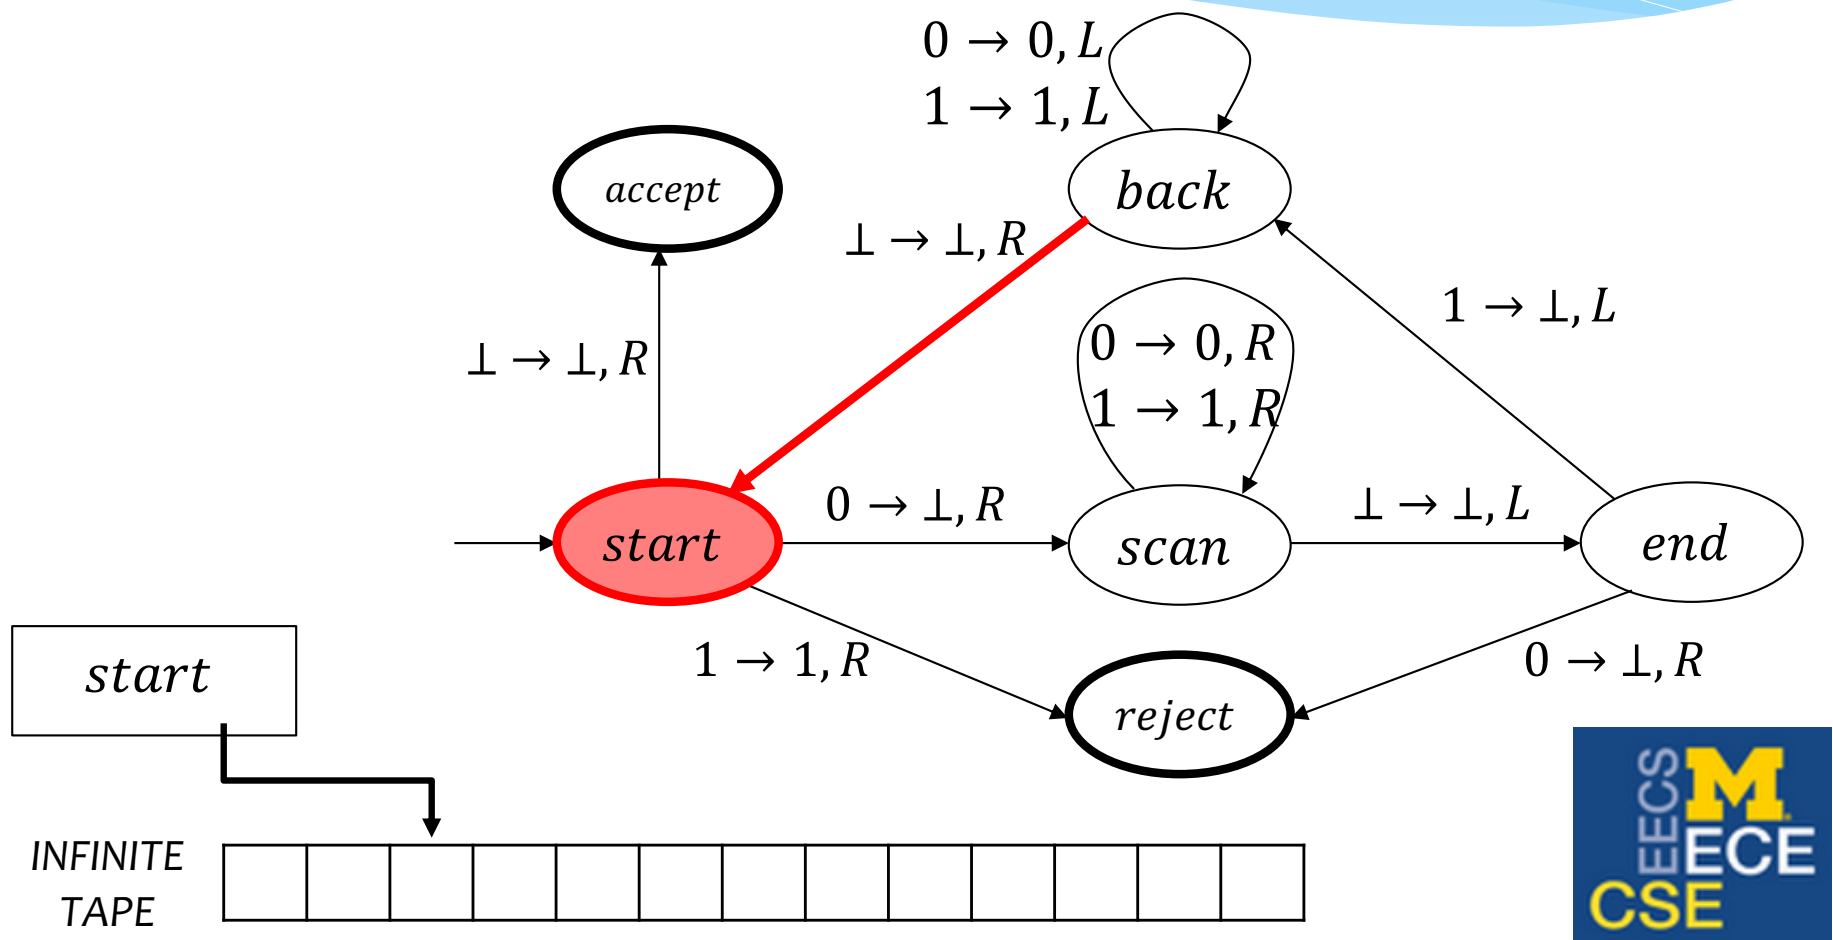 0 → 0, L
1 → 1, L
accept
back
⊥ → ⊥, R
1 → ⊥, L
⊥ → ⊥, R
0 → 0, R
1 → 1, R
start
0 → ⊥, R
scan
⊥ → ⊥, L
end
start
1 → 1, R
reject
0 → ⊥, R
INFINITE
TAPE
EECS
M
ECE
CSE